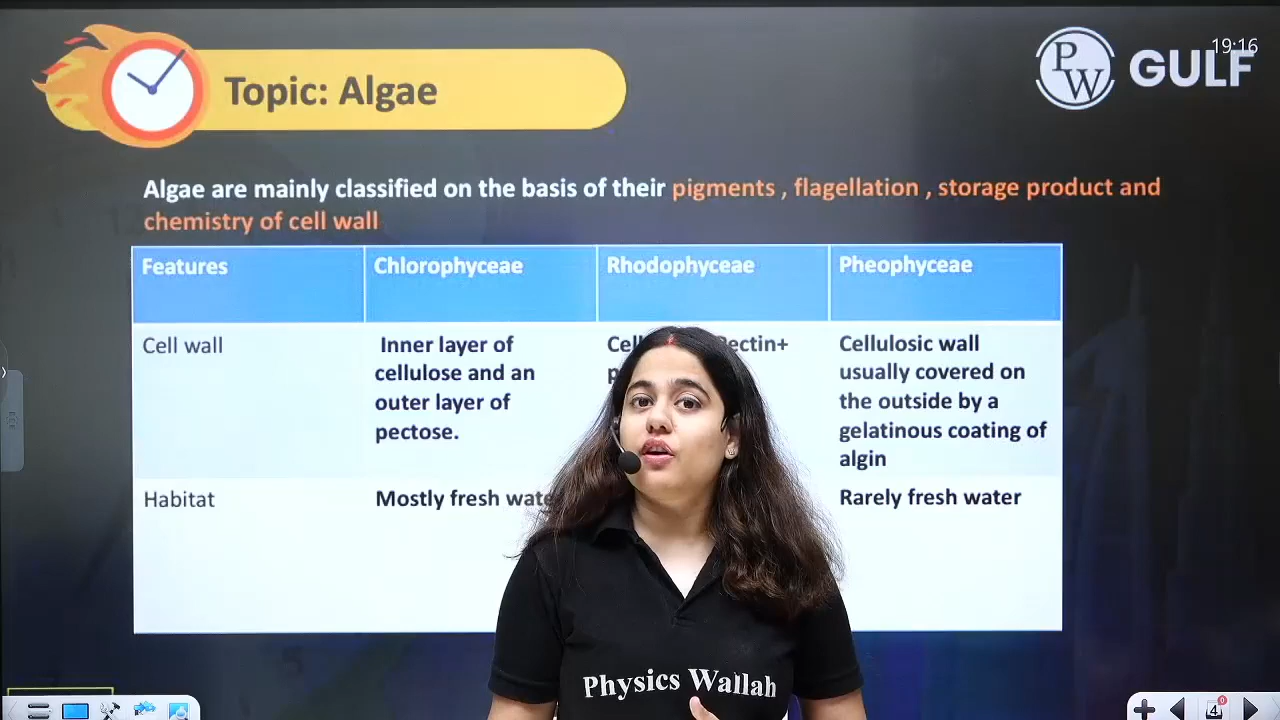 19:16
PW GULF
Topic: Algae
Algae are mainly classified on the basis of their pigments , flagellation , storage product and
chemistry of cell wall
Features
Chlorophyceae
Rhodophyceae
Pheophyceae
Cell wall
Inner layer of
cellulose and an
outer layer of
pectose.
Cellulosic wall
usually covered on
the outside by a
gelatinous coating of
algin
Habitat
Mostly fresh
Rarely fresh water
Physics Wallah
4